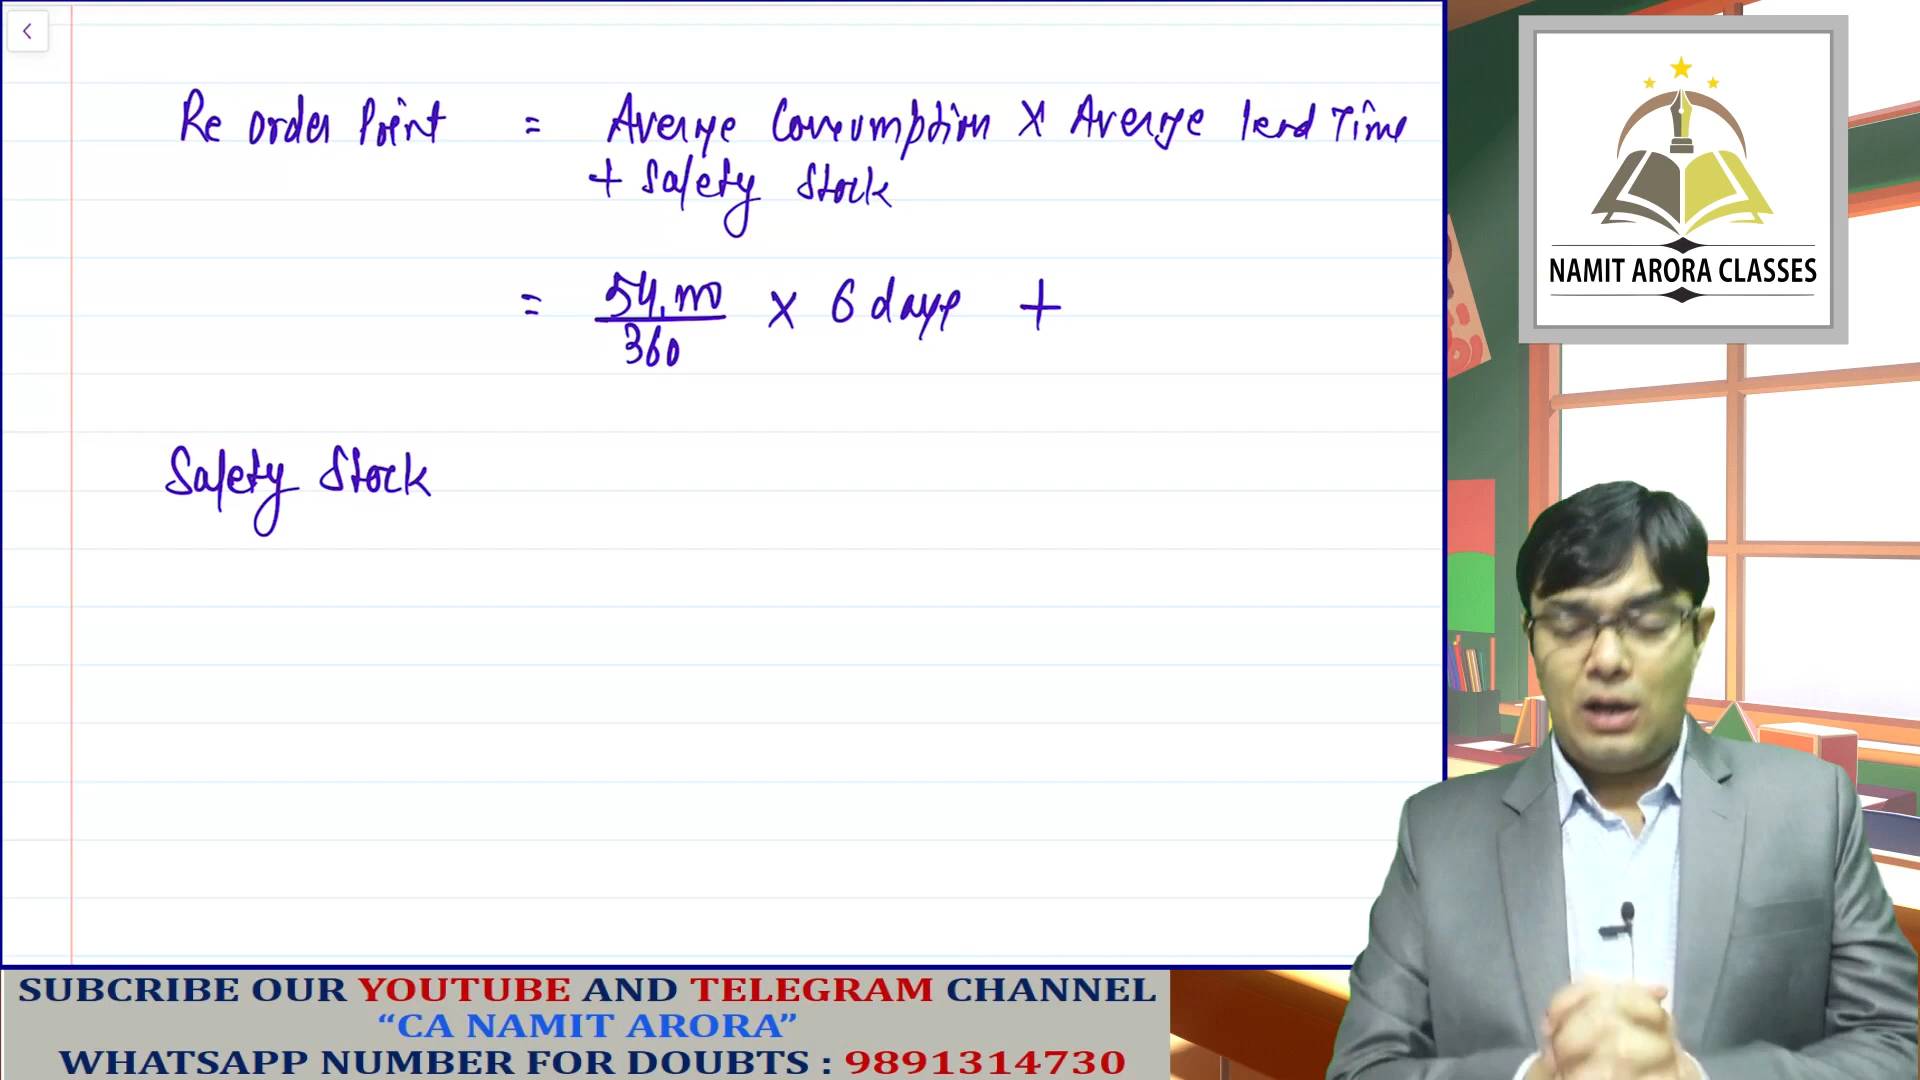 Re order Point = Average Consumption X Average lead Time
+ Safety Stock
= 54,000 / 360 X 6 days +
Safety Stock
NAMIT ARORA CLASSES
SUBCRIBE OUR YOUTUBE AND TELEGRAM CHANNEL
“CA NAMIT ARORA”
WHATSAPP NUMBER FOR DOUBTS : 9891314730